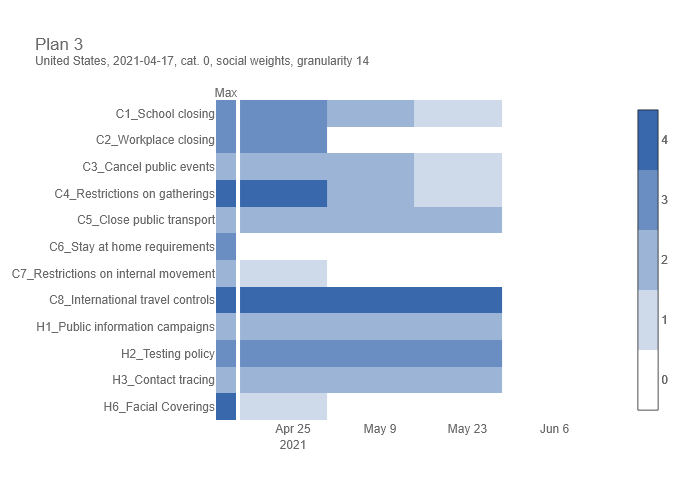 Plan 3
United States, 2021-04-17, cat. 0, social weights, granularity 14
Max
C1_School closing
C2_Workplace closing
C3_Cancel public events
C4_Restrictions on gatherings
C5_Close public transport
C6_Stay at home requirements
C7_Restrictions on internal movement
C8_International travel controls
H1_Public information campaigns
H2_Testing policy
H3_Contact tracing
H6_Facial Coverings
Apr 25 May 9 May 23 Jun 6
2021
4
3
2
1
0